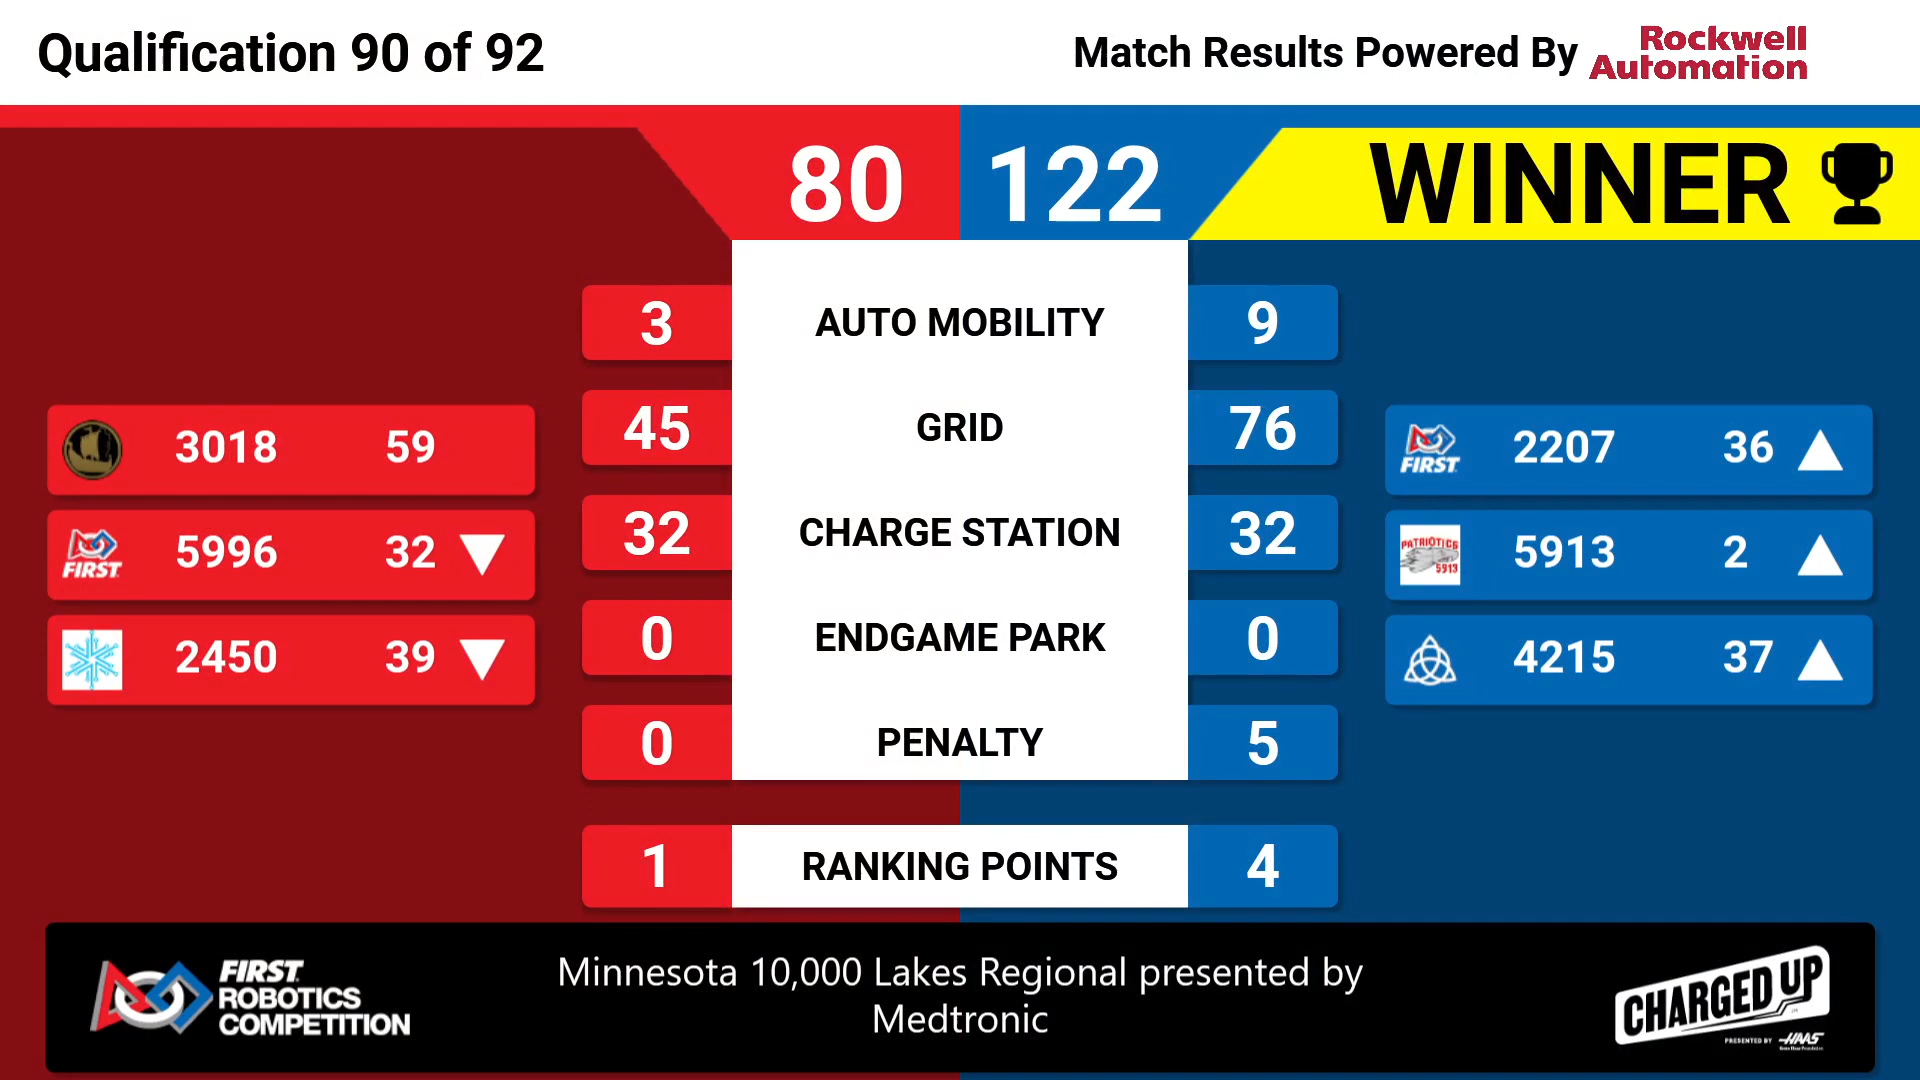 Qualification 90 of 92
Match Results Powered By
Rockwell
Automation
80
122
WINNER
3 AUTO MOBILITY 9
45 GRID 76
32 CHARGE STATION 32
0 ENDGAME PARK 0
0 PENALTY 5
1 RANKING POINTS 4
3018 59
FIRST 5996 32
2450 39
FIRST 2207 36
PATRIOTICS
5913
5913 2
4215 37
FIRST
ROBOTICS
COMPETITION
Minnesota 10,000 Lakes Regional presented by
Medtronic
CHARGED UP
PRESENTED BY HAAS